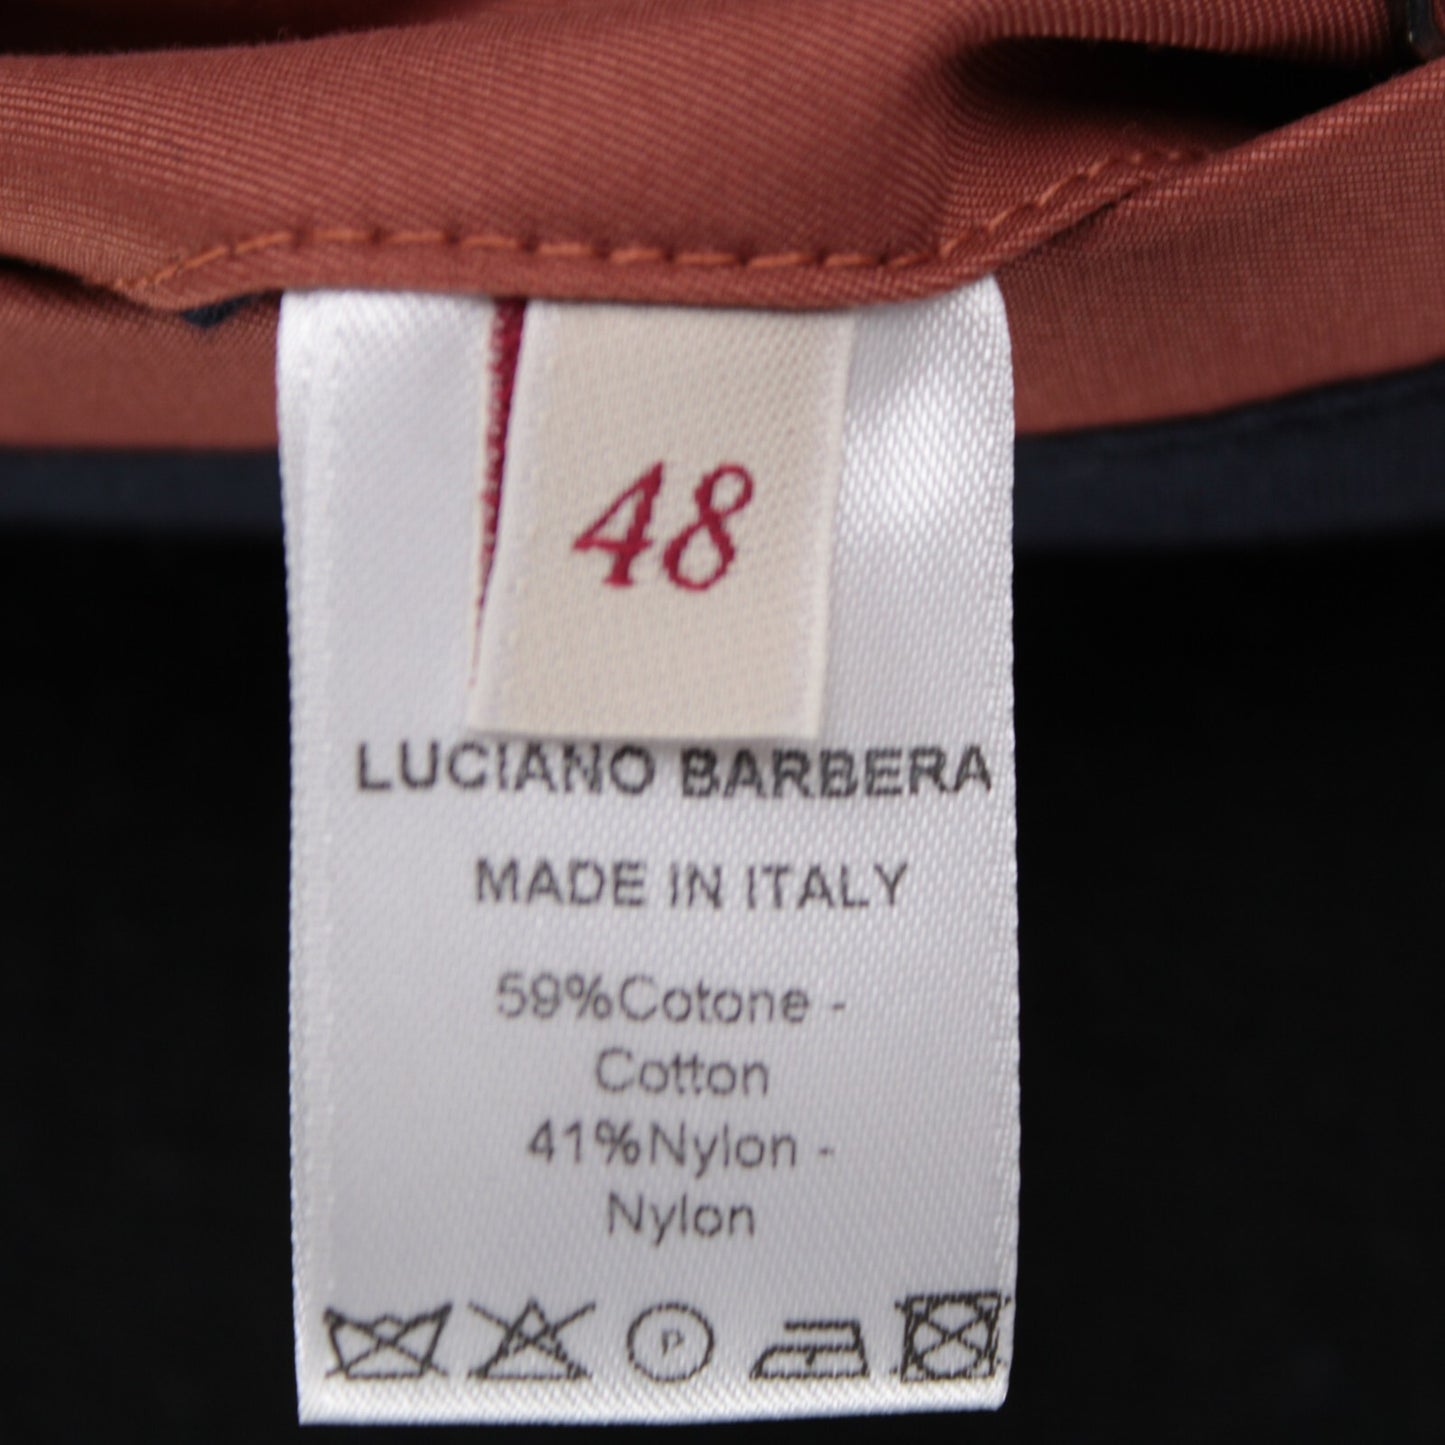 48
LUCIANO BARBERA
MADE IN ITALY
59%Cotone -
Cotton
41%Nylon -
Nylon
P